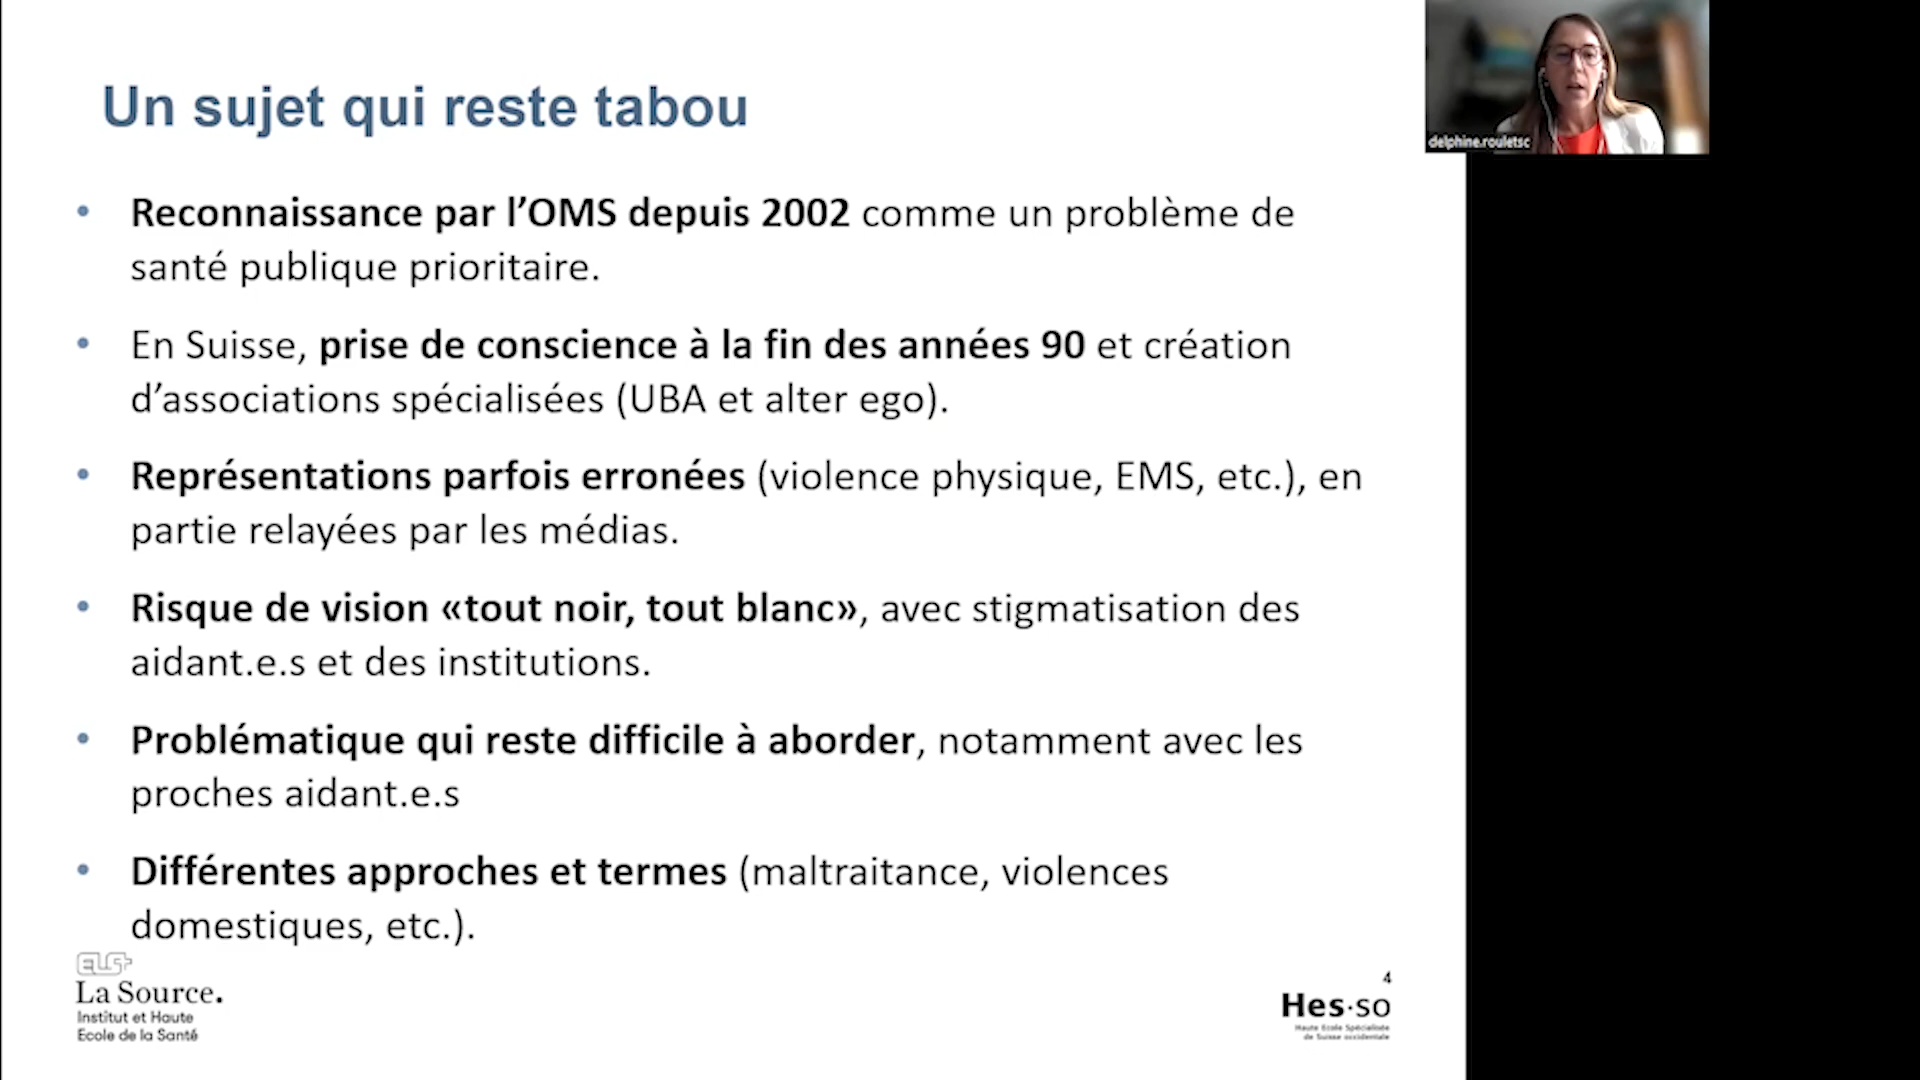 Un sujet qui reste tabou
delphine.rouletsc
• Reconnaissance par l’OMS depuis 2002 comme un problème de
santé publique prioritaire.
• En Suisse, prise de conscience à la fin des années 90 et création
d’associations spécialisées (UBA et alter ego).
• Représentations parfois erronées (violence physique, EMS, etc.), en
partie relayées par les médias.
• Risque de vision «tout noir, tout blanc», avec stigmatisation des
aidant.e.s et des institutions.
• Problématique qui reste difficile à aborder, notamment avec les
proches aidant.e.s
• Différentes approches et termes (maltraitance, violences
domestiques, etc.).
ELS+
La Source.
Institut et Haute
Ecole de la Santé
4
Hes·so
Haute Ecole Spécialisée
de Suisse occidentale